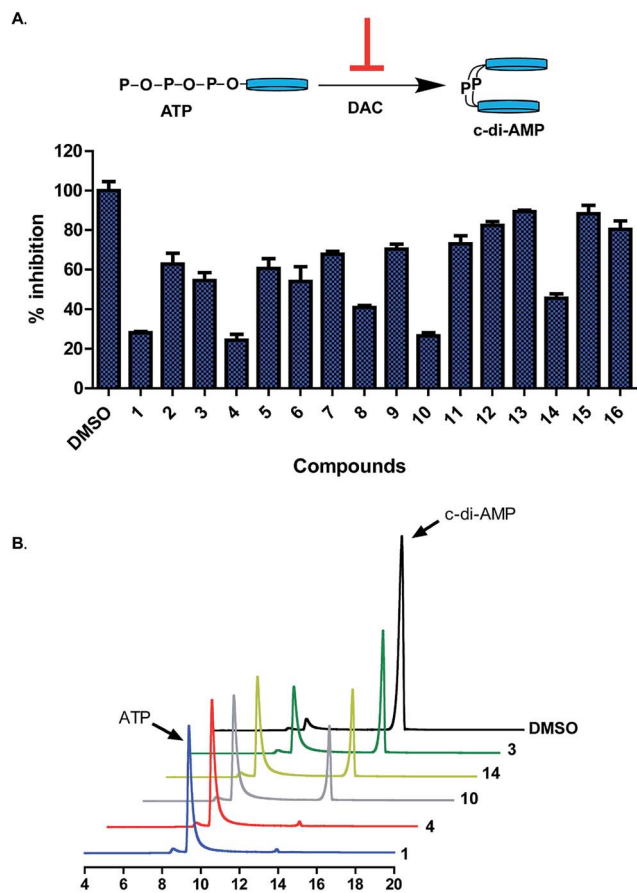 A.
P-O-P-O-P-O-
ATP
DAC
PP
c-di-AMP
% inhibition
120
100
80
60
40
20
0
DMSO 1 2 3 4 5 6 7 8 9 10 11 12 13 14 15 16
Compounds
B.
c-di-AMP
ATP
DMSO
3
14
10
4
1
4 6 8 10 12 14 16 18 20